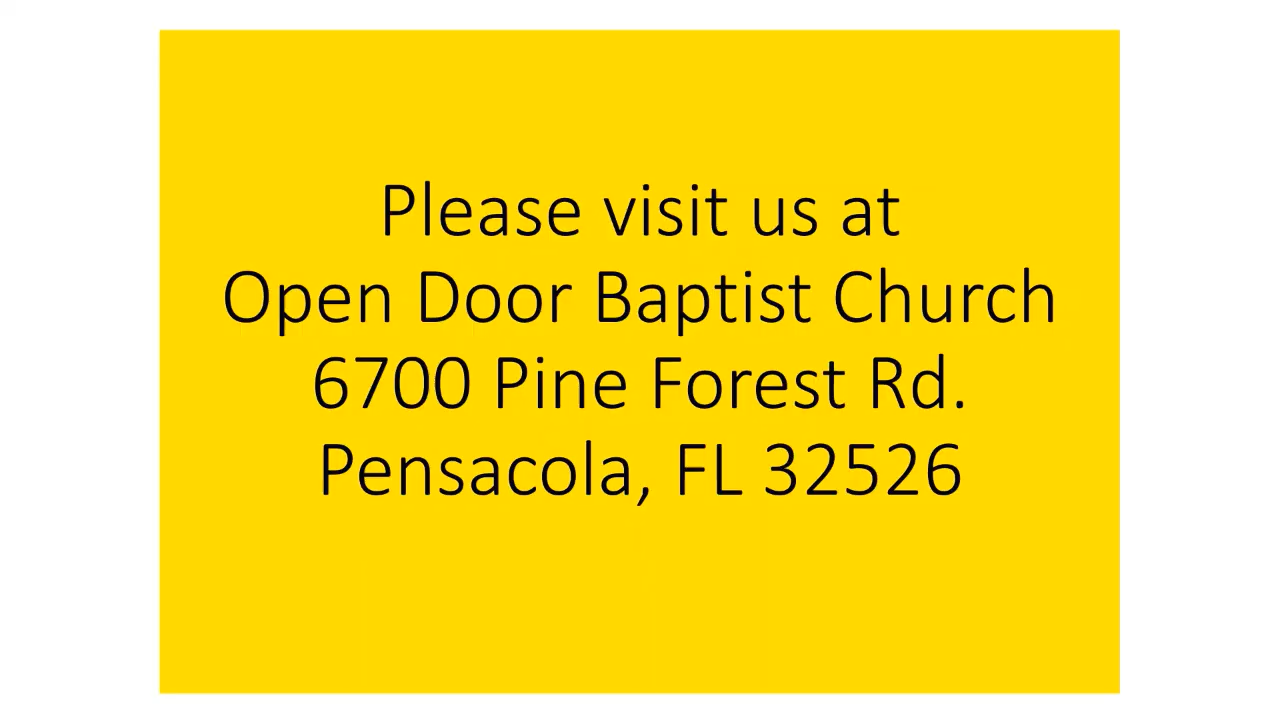 Please visit us at
Open Door Baptist Church
6700 Pine Forest Rd.
Pensacola, FL 32526